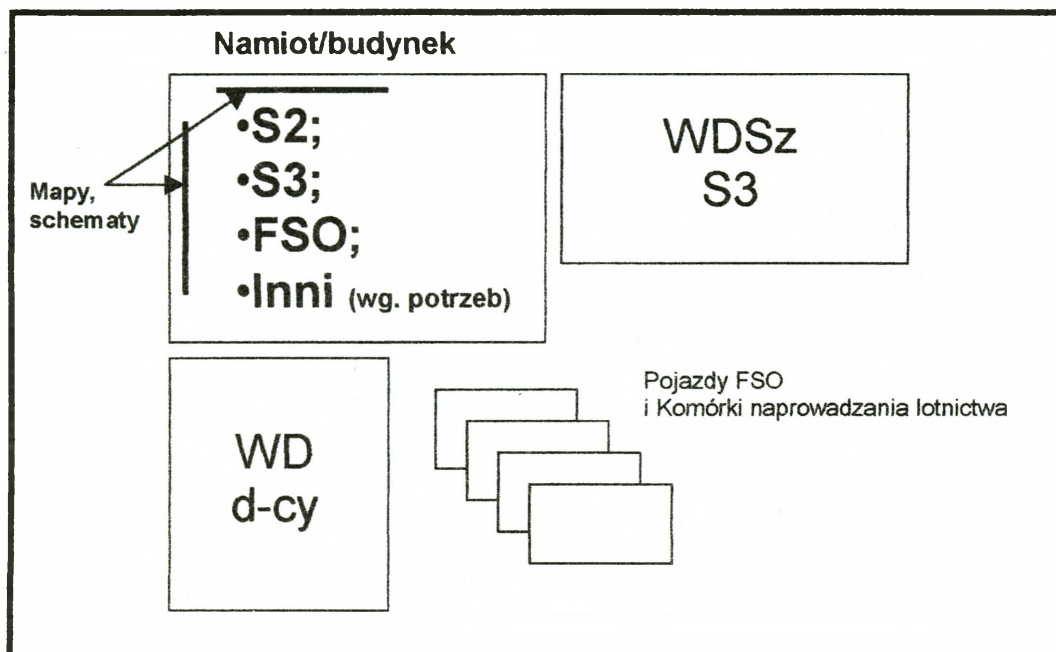 Namiot/budynek
•S2;
•S3;
•FSO;
•Inni (wg. potrzeb)
Mapy,
schematy
WDSz
S3
WD
d-cy
Pojazdy FSO
i Komórki naprowadzania lotnictwa